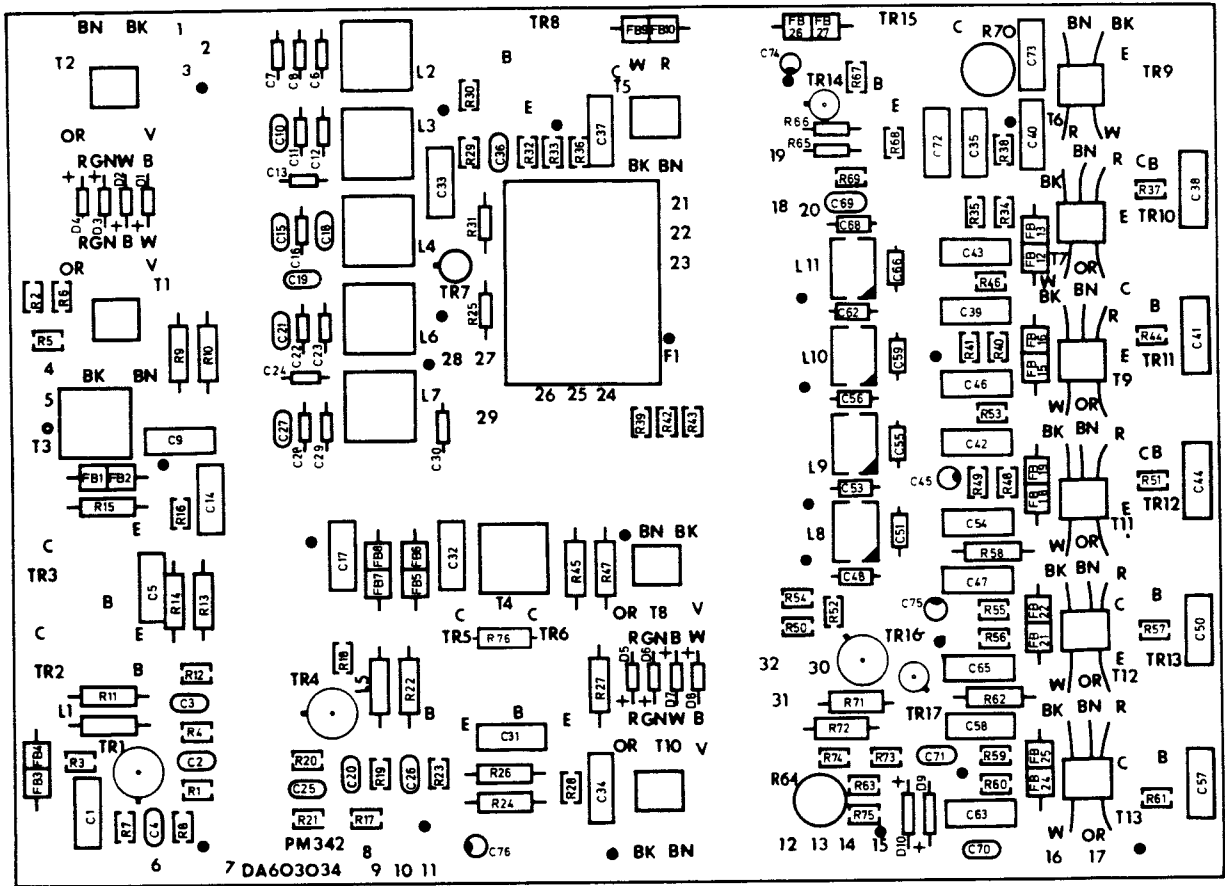 BN BK 1 TR8 FB9 FB10 FB 26 FB 27 TR15 C R70 C73 BN BK
2 B E
T2 3 C7 C8 C6 L2 C W R T5 C74 TR14 R67 B TR9
R30
OR V C10 C11 C12 L3 E C37 R66 E T6 R W
R GN W B R29 C36 R32 R33 R36 R65 R68 C72 C35 R38 C40 BN R
+ + C13 C33 BK BN 19 C B C38
D4 D3 D2 D1 R69 BK R37
+ + 21 18 20 C69 R35 R34 E TR10
R GN B W C15 C16 C18 L4 R31 22 C68 FB 13
OR V C19 TR7 23 L11 C66 C43 FB 12 T7 OR
T1 R46 W BK BN C
R2 R6 C21 C22 C23 L6 R25 C62 C39 R B
R5 R9 R10 28 27 F1 L10 C59 R41 R40 FB 16 R44 C41
4 BK BN C24 C46 FB 15 E TR11
T9
5 L7 26 25 24 C56 R53 W OR
T3 C9 C27 C28 C29 C30 29 R39 R42 R43 L9 C55 C42 BK BN R C B
FB1 FB2 C14 C45 R49 R48 FB 19 R51 C44
R15 R16 C53 FB 18 E TR12
E C54 T11
C C17 FB8 FB6 C32 BN BK L8 C51 R58 W OR
TR3 C5 R14 R13 FB7 FB5 R45 R47 C48 C47 BK BN R
B T4 OR T8 V R54 R52 C75 R55 FB 22 C B
C E C C R50 TR16 R56 FB 21 R57 C50
TR5 R76 TR6 R GN B W
TR2 B R12 R18 L5 D5 D6 + + 32 30 C65 E TR13
L1 R11 C3 TR4 R22 R27 + + D7 D8 31 R71 R62 W OR T12
R4 B E B E R GN W B R72 TR17 C58 BK BN R
FB4 R3 TR1 C2 R20 C31 OR T10 V R74 R73 C71 R59 FB 25 C B
FB3 R1 C25 C20 R19 C26 R23 R26 R28 C34 R64 R63 R60 FB 24 R61 C57
C1 R7 C4 R8 R21 R17 R24 R75 D10 D9 C63 T13
PM342 W OR
6 8 C76 BK BN 12 13 14 15 + C70 16 17
7 DA603034 9 10 11